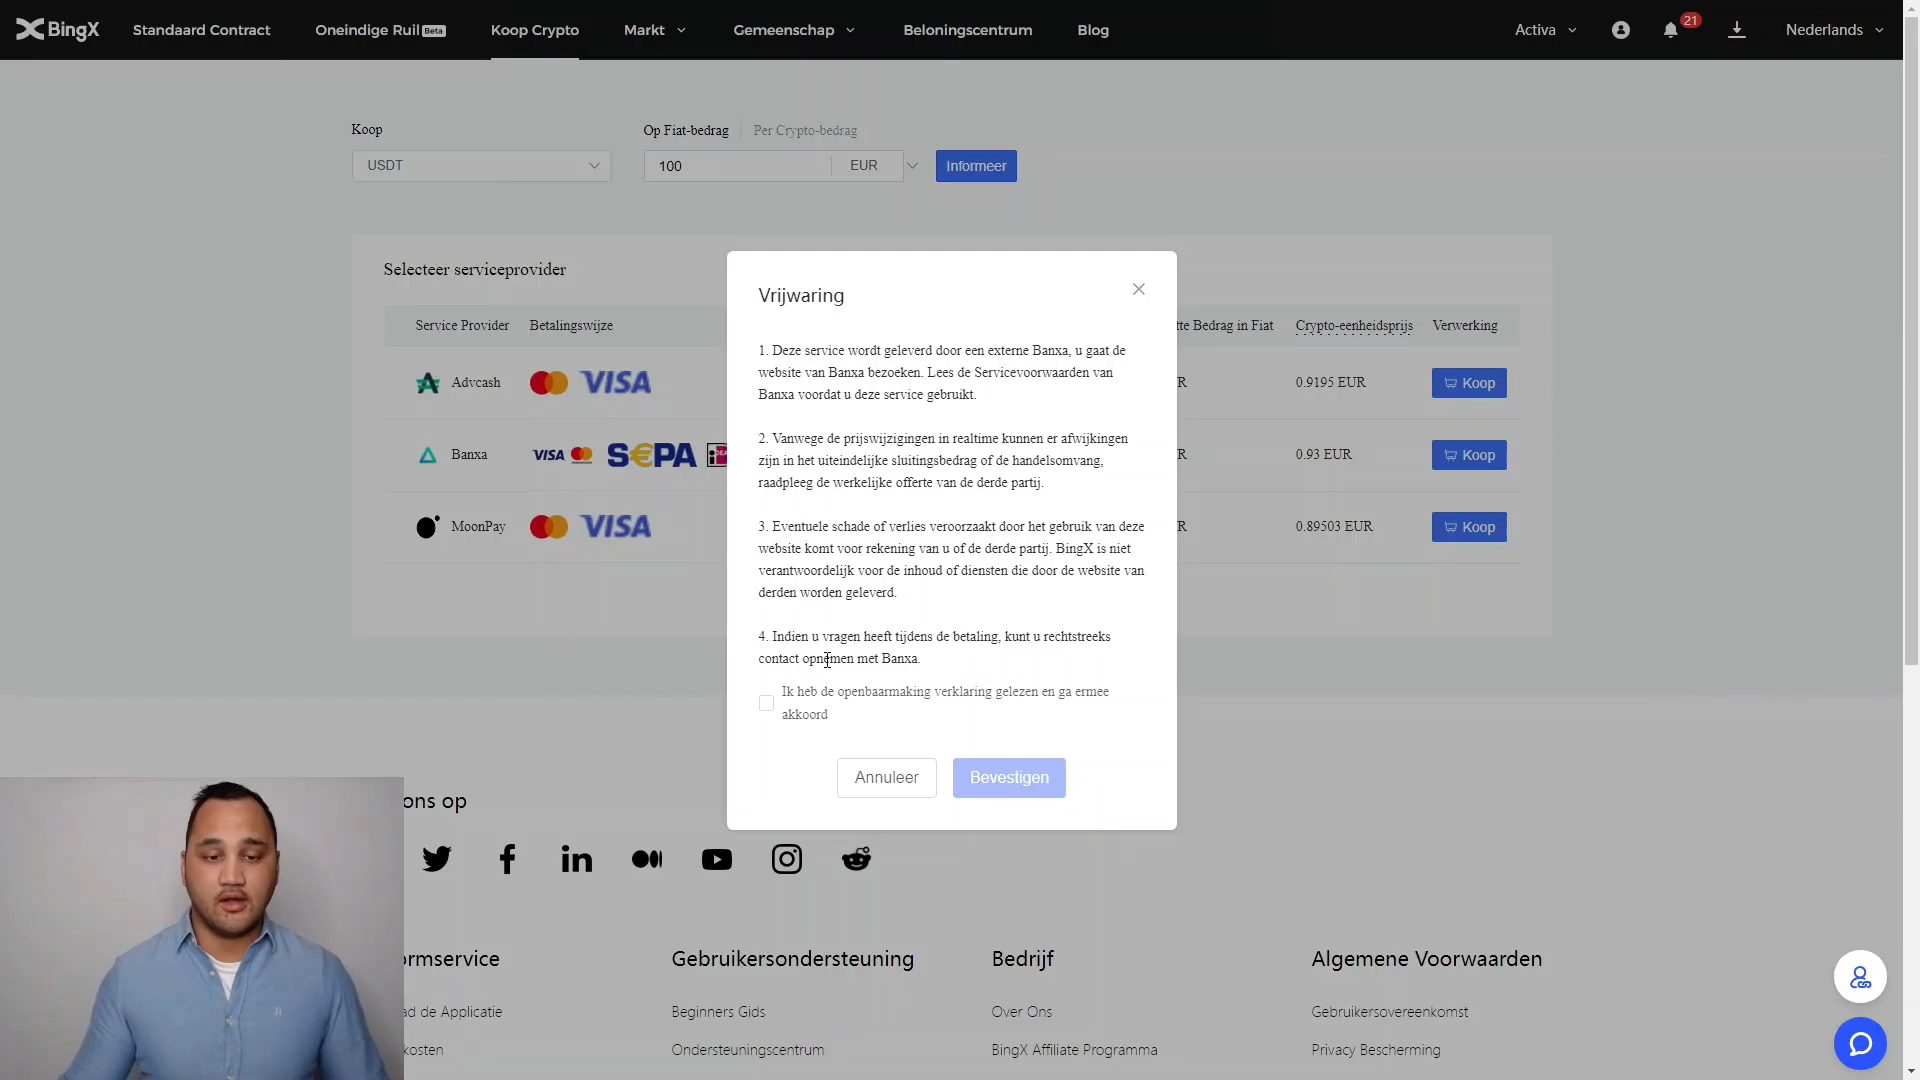 BingX
Standaard Contract
Oneindige Ruil Beta
Koop Crypto
Markt
Gemeenschap
Beloningscentrum
Blog
Activa
21
Nederlands
Koop
Op Fiat-bedrag
Per Crypto-bedrag
USDT
100
EUR
Informeer
Selecteer serviceprovider
Service Provider
Betalingswijze
tte Bedrag in Fiat
Crypto-eenheidsprijs
Verwerking
Advcash
VISA
R
0.9195 EUR
Koop
Banxa
VISA
S€PA
R
0.93 EUR
Koop
MoonPay
VISA
R
0.89503 EUR
Koop
Vrijwaring
1. Deze service wordt geleverd door een externe Banxa, u gaat de
website van Banxa bezoeken. Lees de Servicevoorwaarden van
Banxa voordat u deze service gebruikt.
2. Vanwege de prijswijzigingen in realtime kunnen er afwijkingen
zijn in het uiteindelijke sluitingsbedrag of de handelsomvang,
raadpleeg de werkelijke offerte van de derde partij.
3. Eventuele schade of verlies veroorzaakt door het gebruik van deze
website komt voor rekening van u of de derde partij. BingX is niet
verantwoordelijk voor de inhoud of diensten die door de website van
derden worden geleverd.
4. Indien u vragen heeft tijdens de betaling, kunt u rechtstreeks
contact opnemen met Banxa.
Ik heb de openbaarmaking verklaring gelezen en ga ermee
akkoord
Annuleer
Bevestigen
ons op
ormservice
Gebruikersondersteuning
Bedrijf
Algemene Voorwaarden
ad de Applicatie
Beginners Gids
Over Ons
Gebruikersovereenkomst
kosten
Ondersteuningscentrum
BingX Affiliate Programma
Privacy Bescherming